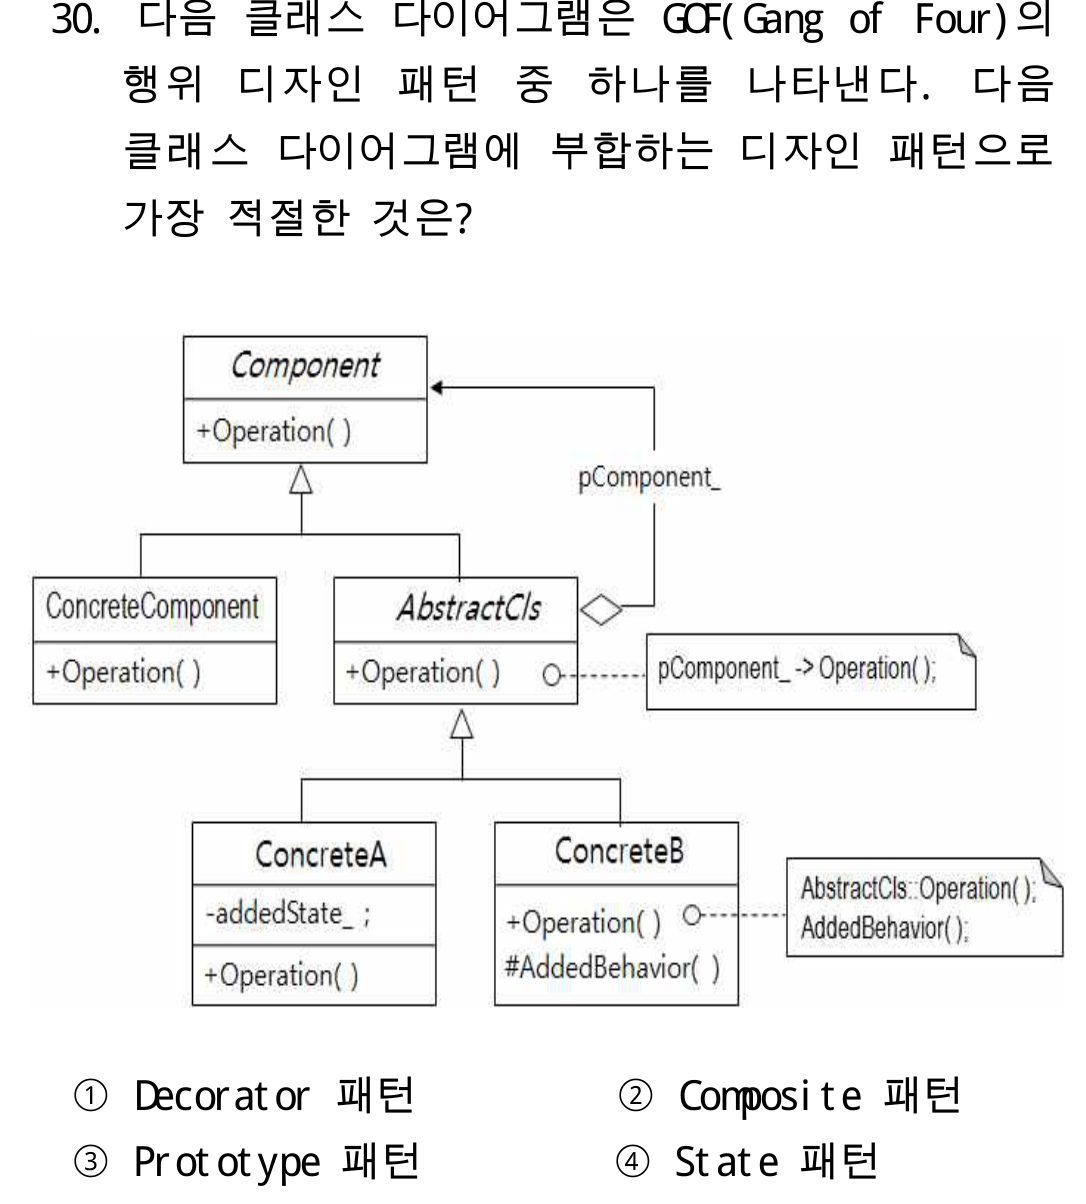 30. 다음 클래스 다이어그램은 GOF(Gang of Four)의
행위 디자인 패턴 중 하나를 나타낸다. 다음
클래스 다이어그램에 부합하는 디자인 패턴으로
가장 적절한 것은?
Component
+Operation( )
pComponent_
ConcreteComponent
+Operation( )
AbstractCls
+Operation( )
pComponent_ -> Operation( );
ConcreteA
-addedState_ ;
+Operation( )
ConcreteB
+Operation( )
#AddedBehavior( )
AbstractCls::Operation( );
AddedBehavior( );
① Decorator 패턴 ② Composite 패턴
③ Prototype 패턴 ④ State 패턴